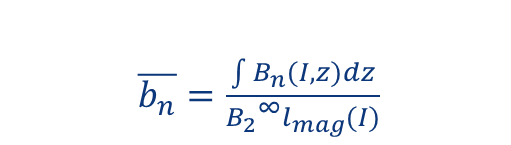 $$\overline{b_n} = \frac{\int B_n(I,z)dz}{B_2{}^{\infty} l_{mag}(I)}$$